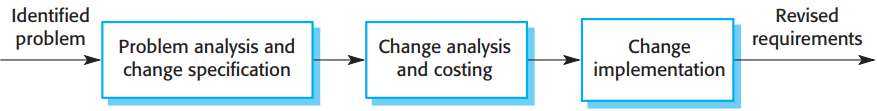 Identified
problem
Problem analysis and
change specification
Change analysis
and costing
Change
implementation
Revised
requirements